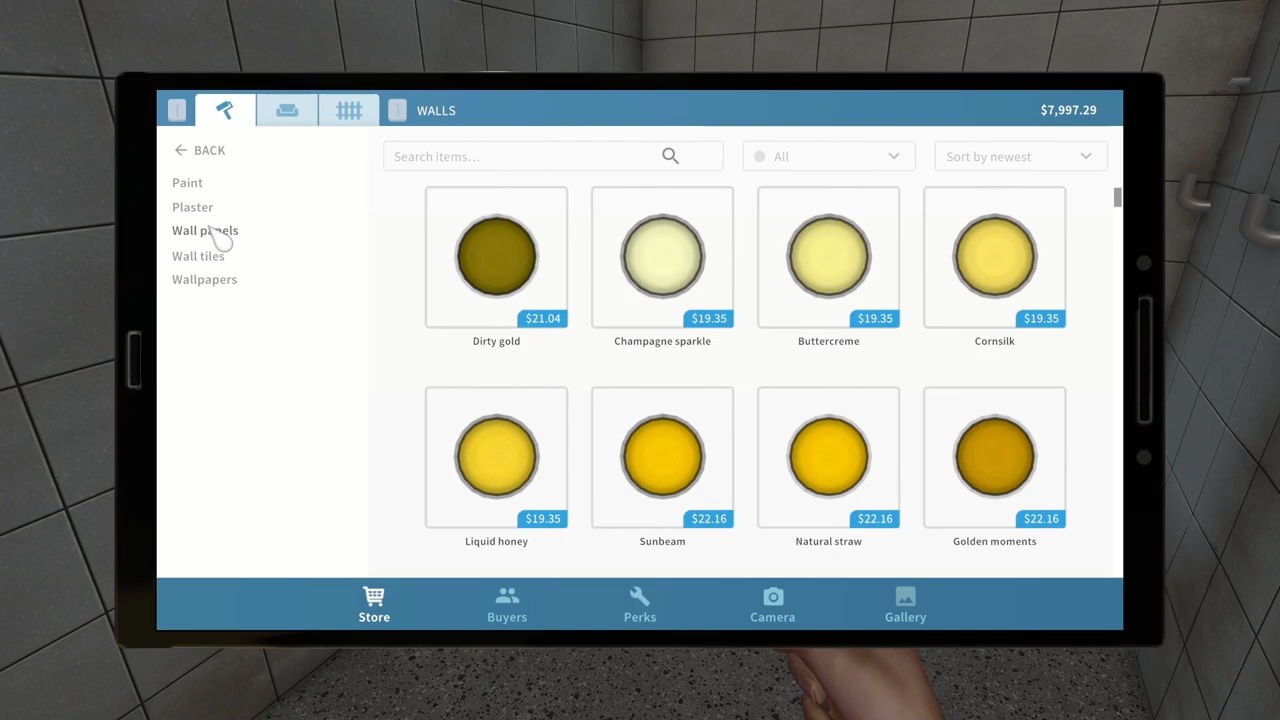 WALLS
$7,997.29
BACK
Paint
Plaster
Wall panels
Wall tiles
Wallpapers
Search items...
All
Sort by newest
$21.04
$19.35
$19.35
$19.35
Dirty gold
Champagne sparkle
Buttercreme
Cornsilk
$19.35
$22.16
$22.16
$22.16
Liquid honey
Sunbeam
Natural straw
Golden moments
Store
Buyers
Perks
Camera
Gallery